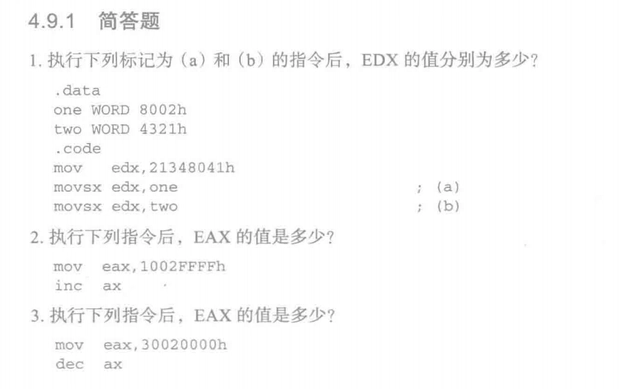 4.9.1 简答题
1. 执行下列标记为（a）和（b）的指令后，EDX 的值分别为多少？
.data
one WORD 8002h
two WORD 4321h
.code
mov edx,21348041h
movsx edx,one ; (a)
movsx edx,two ; (b)
2. 执行下列指令后，EAX 的值是多少？
mov eax,1002FFFFh
inc ax
3. 执行下列指令后，EAX 的值是多少？
mov eax,30020000h
dec ax